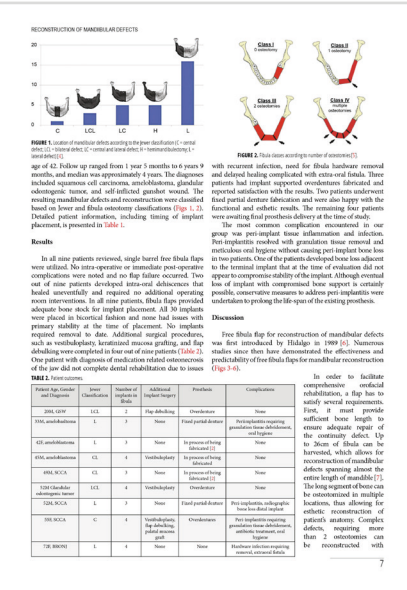 RECONSTRUCTION OF MANDIBULAR DEFECTS
20
15
10
5
0
C
LCL
LC
H
L
FIGURE 1. Location of mandibular defects according to the Jewer classification (C = central
defect; LCL = bilateral defect; LC = central and lateral defect; H = hemimandibulectomy; L =
lateral defect) [3].
Class I
0 osteotomy
Class II
1 osteotomy
Class III
2 osteotomies
Class IV
multiple
osteotomies
FIGURE 2. Fibula classes according to number of osteotomies [5].
age of 42. Follow up ranged from 1 year 5 months to 6 years 9
months, and median was approximately 4 years. The diagnoses
included squamous cell carcinoma, ameloblastoma, glandular
odontogenic tumor, and self-inflicted gunshot wound. The
resulting mandibular defects and reconstruction were classified
based on Jewer and fibula osteotomy classifications (Figs 1, 2).
Detailed patient information, including timing of implant
placement, is presented in Table 1.
Results
In all nine patients reviewed, single barrel free fibula flaps
were utilized. No intra-operative or immediate post-operative
complications were noted and no flap failure occurred. Two
out of nine patients developed intra-oral dehiscences that
healed uneventfully and required no additional operating
room interventions. In all nine patients, fibula flaps provided
adequate bone stock for implant placement. All 30 implants
were placed in bicortical fashion and none had issues with
primary stability at the time of placement. No implants
required removal to date. Additional surgical procedures,
such as vestibuloplasty, keratinized mucosa grafting, and flap
debulking were completed in four out of nine patients (Table 2).
One patient with diagnosis of medication related osteonecrosis
of the jaw did not complete dental rehabilitation due to issues
with recurrent infection, need for fibula hardware removal
and delayed healing complicated with extra-oral fistula. Three
patients had implant supported overdentures fabricated and
reported satisfaction with the results. Two patients underwent
fixed partial denture fabrication and were also happy with the
functional and esthetic results. The remaining four patients
were awaiting final prosthesis delivery at the time of study.
The most common complication encountered in our
group was peri-implant tissue inflammation and infection.
Peri-implantitis resolved with granulation tissue removal and
meticulous oral hygiene without causing peri-implant bone loss
in two patients. One of the patients developed bone loss adjacent
to the terminal implant that at the time of evaluation did not
appear to compromise stability of the implant. Although eventual
loss of implant with compromised bone support is certainly
possible, conservative measures to address peri-implantitis were
undertaken to prolong the life-span of the existing prosthesis.
Discussion
Free fibula flap for reconstruction of mandibular defects
was first introduced by Hidalgo in 1989 [6]. Numerous
studies since then have demonstrated the effectiveness and
predictability of free fibula flaps for mandibular reconstruction
(Figs 3-6).
TABLE 2. Patient outcomes.
Patient Age, Gender and Diagnosis | Jewer Classification | Number of implants in fibula | Additional Implant Surgery | Prosthesis | Complications
20M, GSW | LCL | 2 | Flap debulking | Overdenture | None
33M, ameloblastoma | L | 3 | None | Fixed partial denture | Peri-implantitis requiring granulation tissue debridement, oral hygiene
42F, ameloblastoma | L | 3 | None | In process of being fabricated [2] | None
45M, ameloblastoma | CL | 4 | Vestibuloplasty | In process of being fabricated | None
49M, SCCA | CL | 3 | None | In process of being fabricated [2] | None
52M Glandular odontogenic tumor | LCL | 4 | Vestibuloplasty | Overdenture | None
52M, SCCA | L | 3 | None | Fixed partial denture | Peri-implantitis, radiographic bone loss distal implant
55F, SCCA | C | 4 | Vestibuloplasty, flap debulking, palatal mucosa graft | Overdentures | Peri-implantitis requiring granulation tissue debridement, antibiotic treatment, oral hygiene
72F, BRONJ | L | 4 | None | None | Hardware infection requiring removal, extraoral fistula
In order to facilitate
comprehensive orofacial
rehabilitation, a flap has to
satisfy several requirements.
First, it must provide
sufficient bone length to
ensure adequate repair of
the continuity defect. Up
to 26cm of fibula can be
harvested, which allows for
reconstruction of mandibular
defects spanning almost the
entire length of mandible [7].
The long segment of bone can
be osteotomized in multiple
locations, thus allowing for
esthetic reconstruction of
patient's anatomy. Complex
defects, requiring more
than 2 osteotomies can
be reconstructed with
7